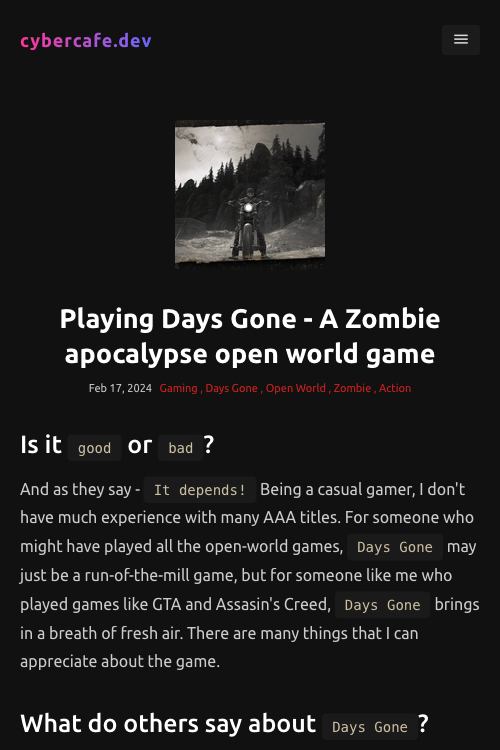 cybercafe.dev
Playing Days Gone - A Zombie
apocalypse open world game
Feb 17, 2024 Gaming , Days Gone , Open World , Zombie , Action
Is it good or bad ?
And as they say - It depends! Being a casual gamer, I don't
have much experience with many AAA titles. For someone who
might have played all the open-world games, Days Gone may
just be a run-of-the-mill game, but for someone like me who
played games like GTA and Assasin's Creed, Days Gone brings
in a breath of fresh air. There are many things that I can
appreciate about the game.
What do others say about Days Gone ?